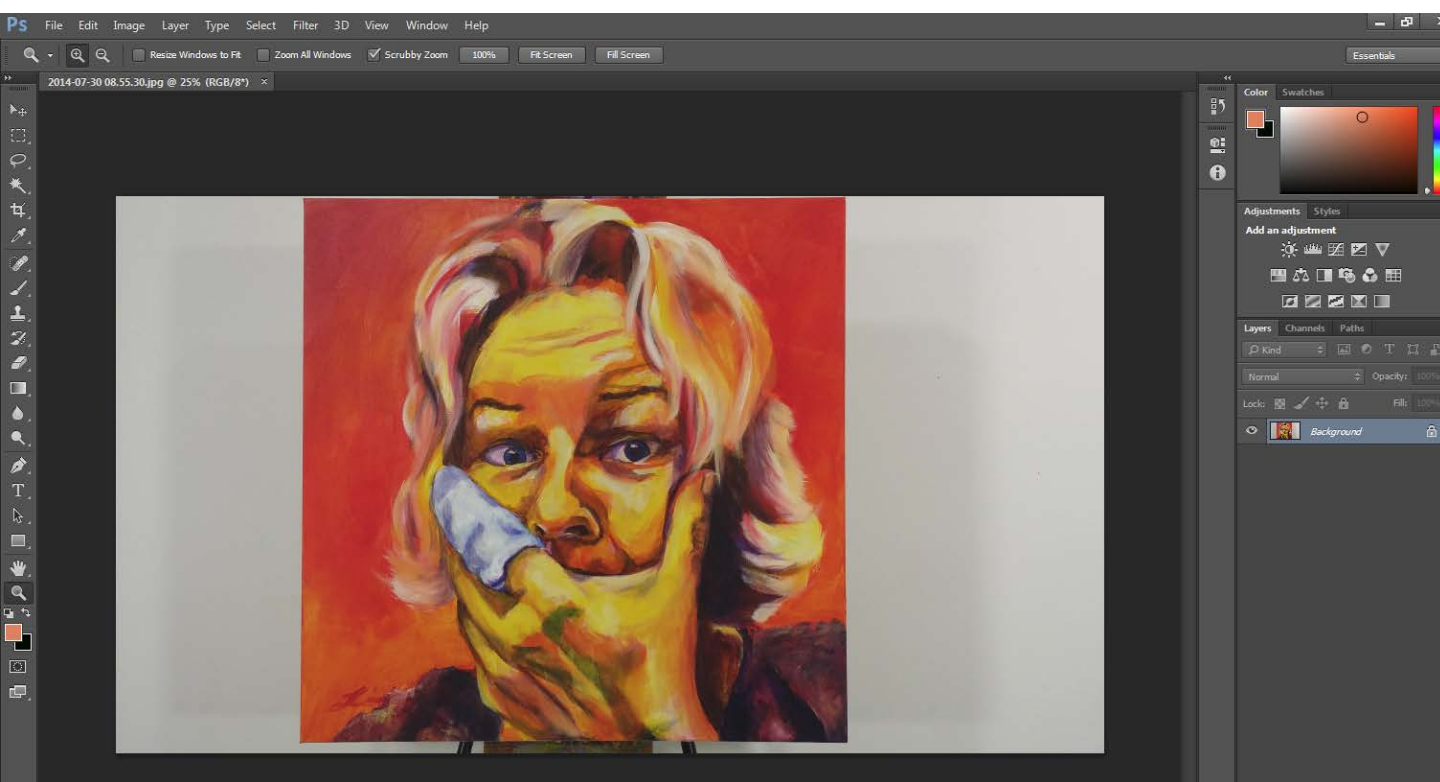 Ps File Edit Image Layer Type Select Filter 3D View Window Help
Resize Windows to Fit Zoom All Windows Scrubby Zoom 100% Fit Screen Fill Screen Essentials
2014-07-30 08.55.30.jpg @ 25% (RGB/8*) ×
Color Swatches
Adjustments Styles
Add an adjustment
Layers Channels Paths
Kind T
Normal Opacity: 100%
Lock: Fill: 100%
Background
T